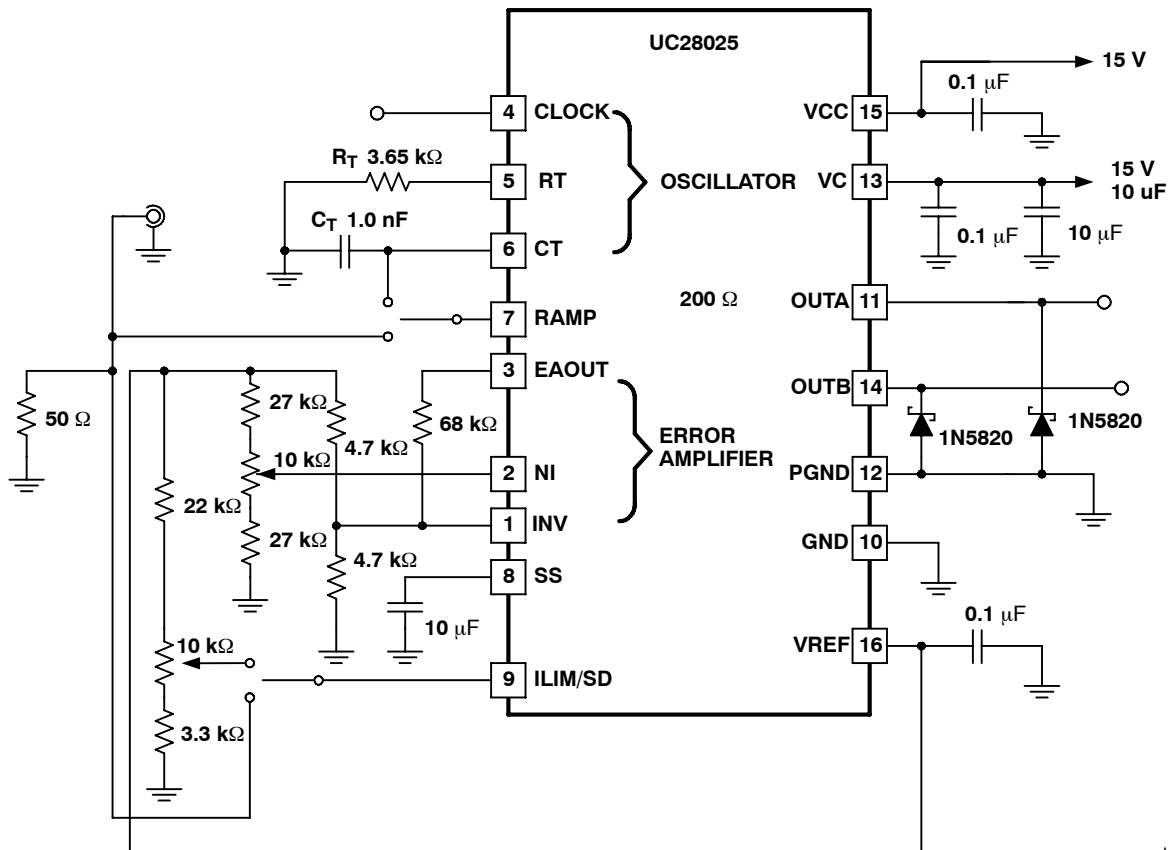 UC28025
15 V
0.1 µF
4 CLOCK
VCC 15
RT 3.65 kΩ
5 RT
OSCILLATOR
VC 13
15 V
10 uF
CT 1.0 nF
6 CT
0.1 µF
10 µF
200 Ω
OUTA 11
7 RAMP
3 EAOUT
OUTB 14
27 kΩ
50 Ω
68 kΩ
4.7 kΩ
ERROR
AMPLIFIER
1N5820
1N5820
10 kΩ
2 NI
PGND 12
22 kΩ
1 INV
27 kΩ
GND 10
4.7 kΩ
8 SS
10 µF
0.1 µF
10 kΩ
VREF 16
9 ILIM/SD
3.3 kΩ